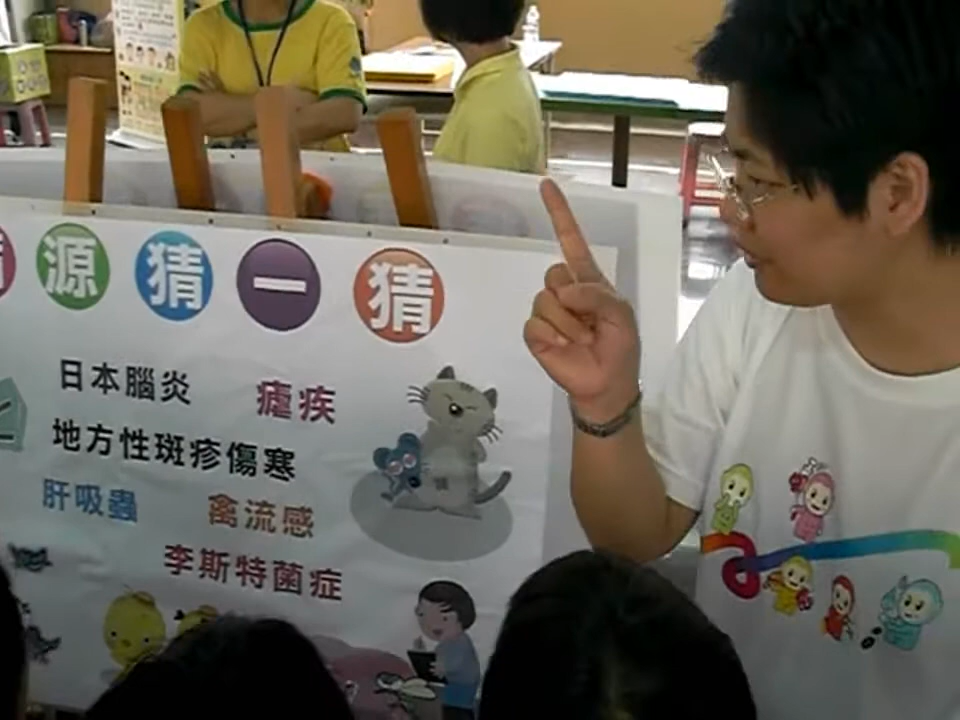 源猜一猜
日本腦炎 瘧疾
地方性斑疹傷寒
肝吸蟲 禽流感
李斯特菌症